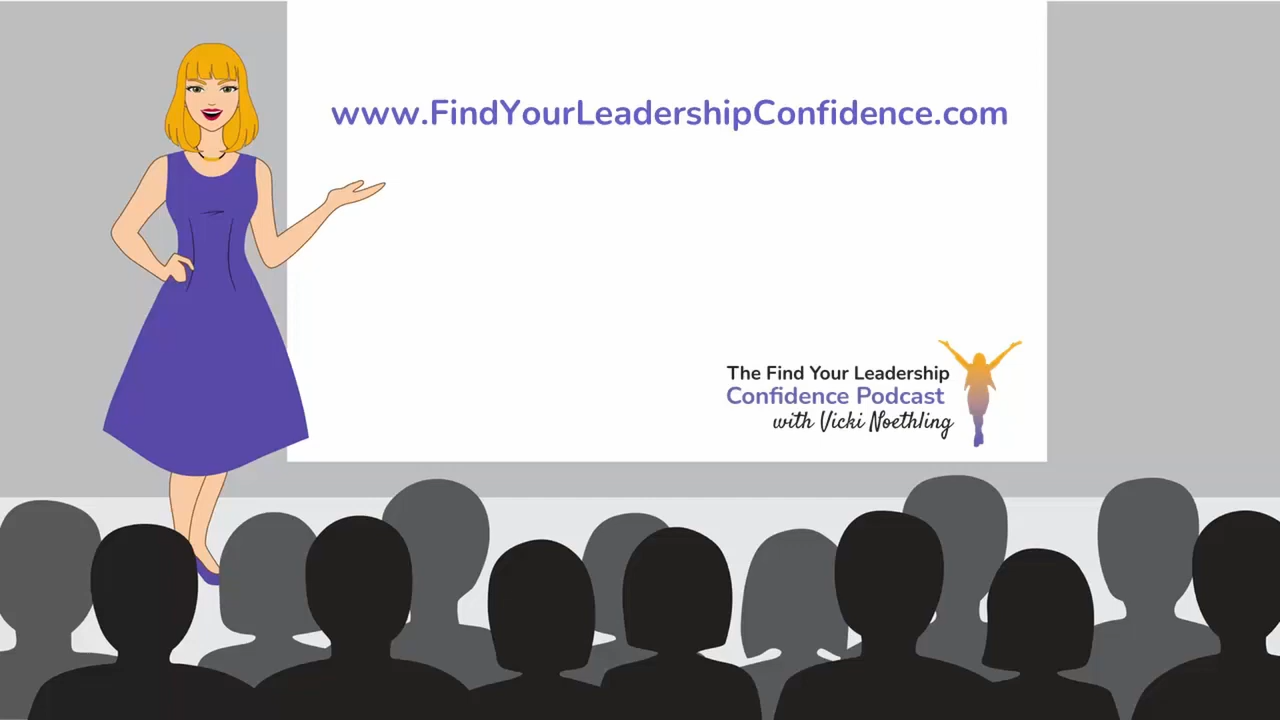 www.FindYourLeadershipConfidence.com
The Find Your Leadership
Confidence Podcast
with Vicki Noethling